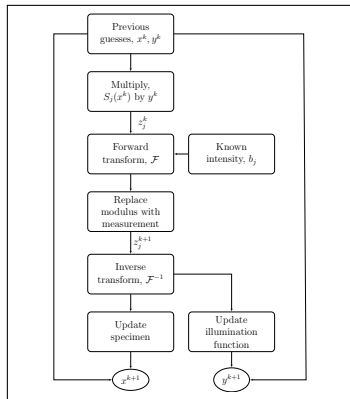 Previous
guesses, x^k, y^k
Multiply,
S_j(x^k) by y^k
z_j^k
Forward
transform, ℱ
Known
intensity, b_j
Replace
modulus with
measurement
z_j^{k+1}
Inverse
transform, ℱ^{-1}
Update
specimen
Update
illumination
function
x^{k+1}
y^{k+1}